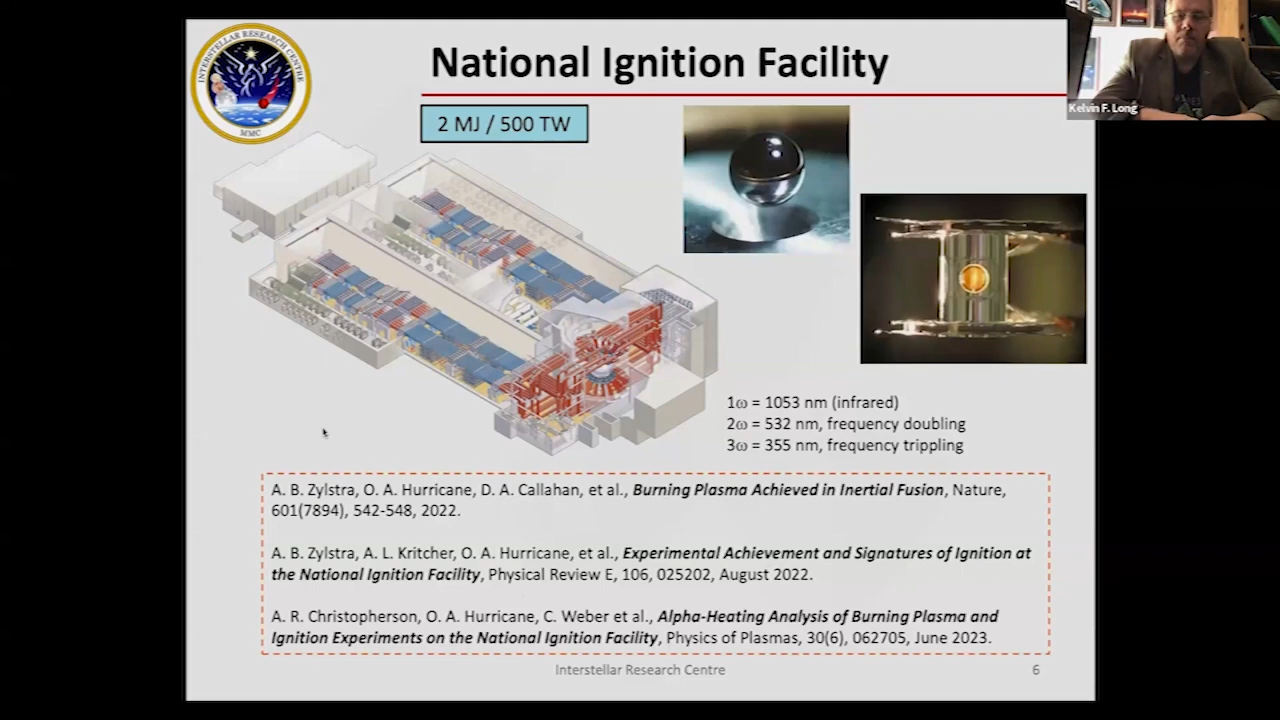 National Ignition Facility
INTERSTELLAR RESEARCH CENTRE
MMC
2 MJ / 500 TW
Kelvin F. Long
1ω = 1053 nm (infrared)
2ω = 532 nm, frequency doubling
3ω = 355 nm, frequency trippling
A. B. Zylstra, O. A. Hurricane, D. A. Callahan, et al., Burning Plasma Achieved in Inertial Fusion, Nature,
601(7894), 542-548, 2022.
A. B. Zylstra, A. L. Kritcher, O. A. Hurricane, et al., Experimental Achievement and Signatures of Ignition at
the National Ignition Facility, Physical Review E, 106, 025202, August 2022.
A. R. Christopherson, O. A. Hurricane, C. Weber et al., Alpha-Heating Analysis of Burning Plasma and
Ignition Experiments on the National Ignition Facility, Physics of Plasmas, 30(6), 062705, June 2023.
Interstellar Research Centre
6